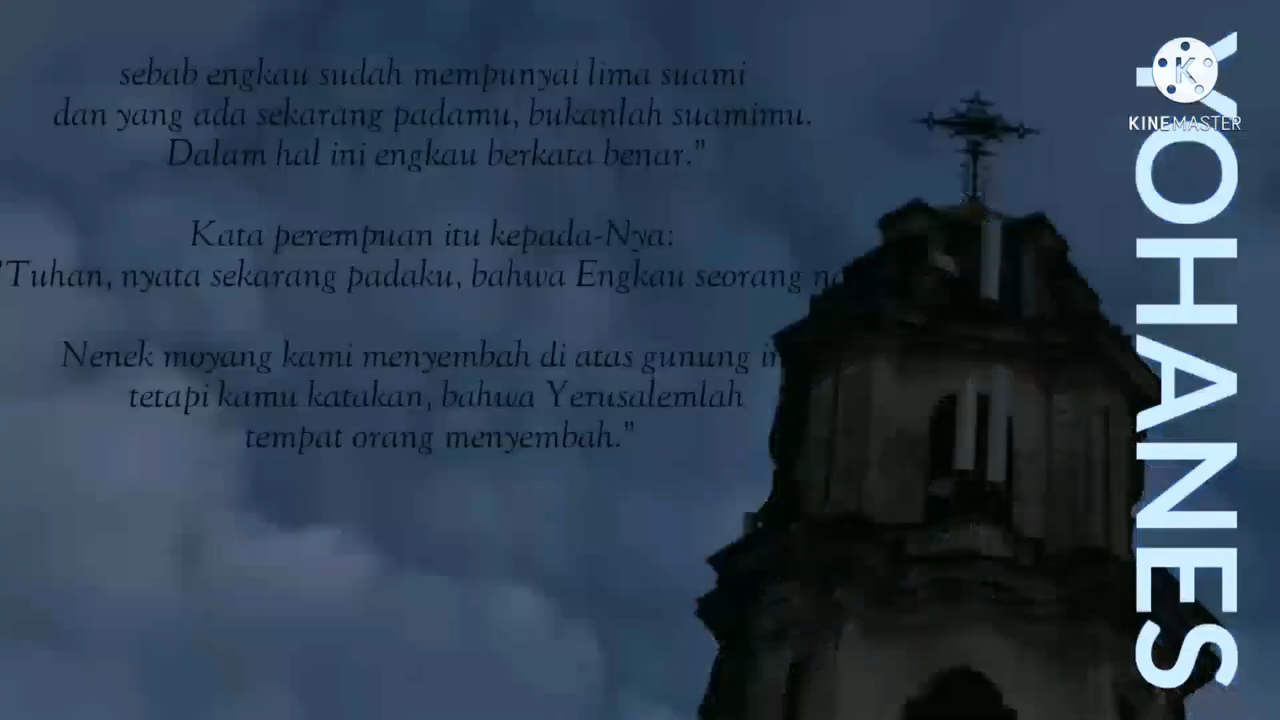 sebab engkau sudah mempunyai lima suami
dan yang ada sekarang padamu, bukanlah suamimu.
Dalam hal ini engkau berkata benar."
Kata perempuan itu kepada-Nya:
"Tuhan, nyata sekarang padaku, bahwa Engkau seorang
Nenek moyang kami menyembah di atas gunung
tetapi kamu katakan, bahwa Yerusalemlah
tempat orang menyembah."
YOHANES
KINEMASTER